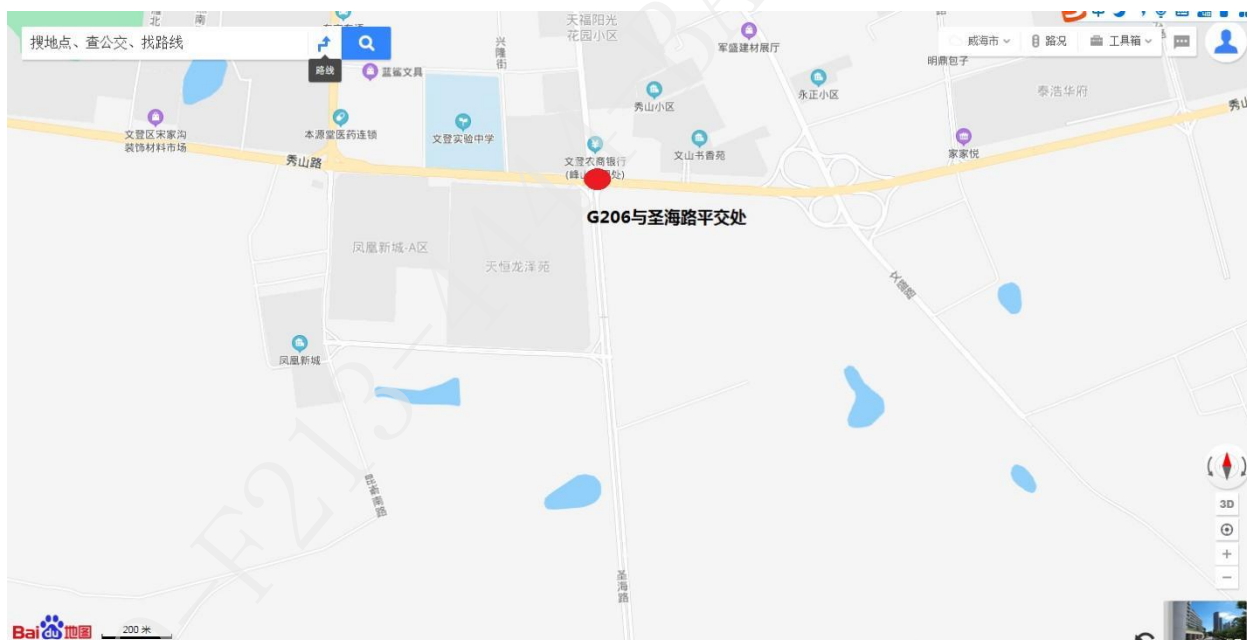 搜地点、查公交、找路线
路线
威海市
路况
工具箱
天福阳光
花园小区
兴隆街
军盛建材展厅
明鼎包子
蓝鲨文具
秀山小区
永正小区
泰浩华府
文登区宋家沟
装饰材料市场
本源堂医药连锁
文登实验中学
文登农商银行
文山书香苑
家家悦
秀山路
G206与圣海路平交处
凤凰新城-A区
天恒龙泽苑
凤凰新城
昆嵛南路
圣海路
3D
Bai du 地图
200 米